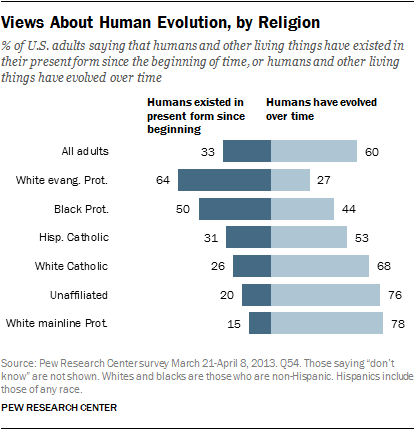 Views About Human Evolution, by Religion
% of U.S. adults saying that humans and other living things have existed in
their present form since the beginning of time, or humans and other living
things have evolved over time
Humans existed in
present form since
beginning
Humans have evolved
over time
All adults 33 60
White evang. Prot. 64 27
Black Prot. 50 44
Hisp. Catholic 31 53
White Catholic 26 68
Unaffiliated 20 76
White mainline Prot. 15 78
Source: Pew Research Center survey March 21-April 8, 2013. Q54. Those saying “don’t
know” are not shown. Whites and blacks are those who are non-Hispanic. Hispanics include
those of any race.
PEW RESEARCH CENTER